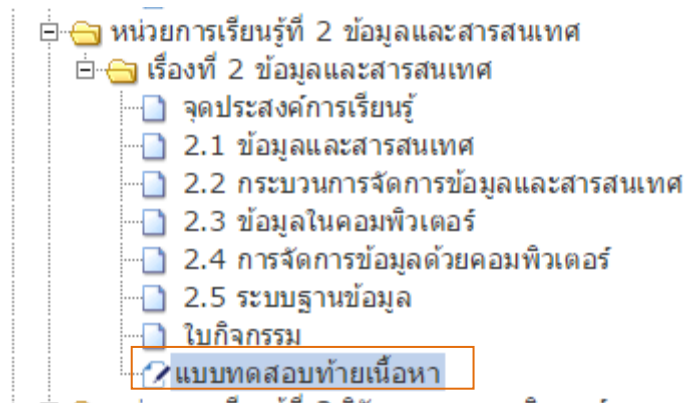 หน่วยการเรียนรู้ที่ 2 ข้อมูลและสารสนเทศ
เรื่องที่ 2 ข้อมูลและสารสนเทศ
จุดประสงค์การเรียนรู้
2.1 ข้อมูลและสารสนเทศ
2.2 กระบวนการจัดการข้อมูลและสารสนเทศ
2.3 ข้อมูลในคอมพิวเตอร์
2.4 การจัดการข้อมูลด้วยคอมพิวเตอร์
2.5 ระบบฐานข้อมูล
ใบกิจกรรม
แบบทดสอบท้ายเนื้อหา